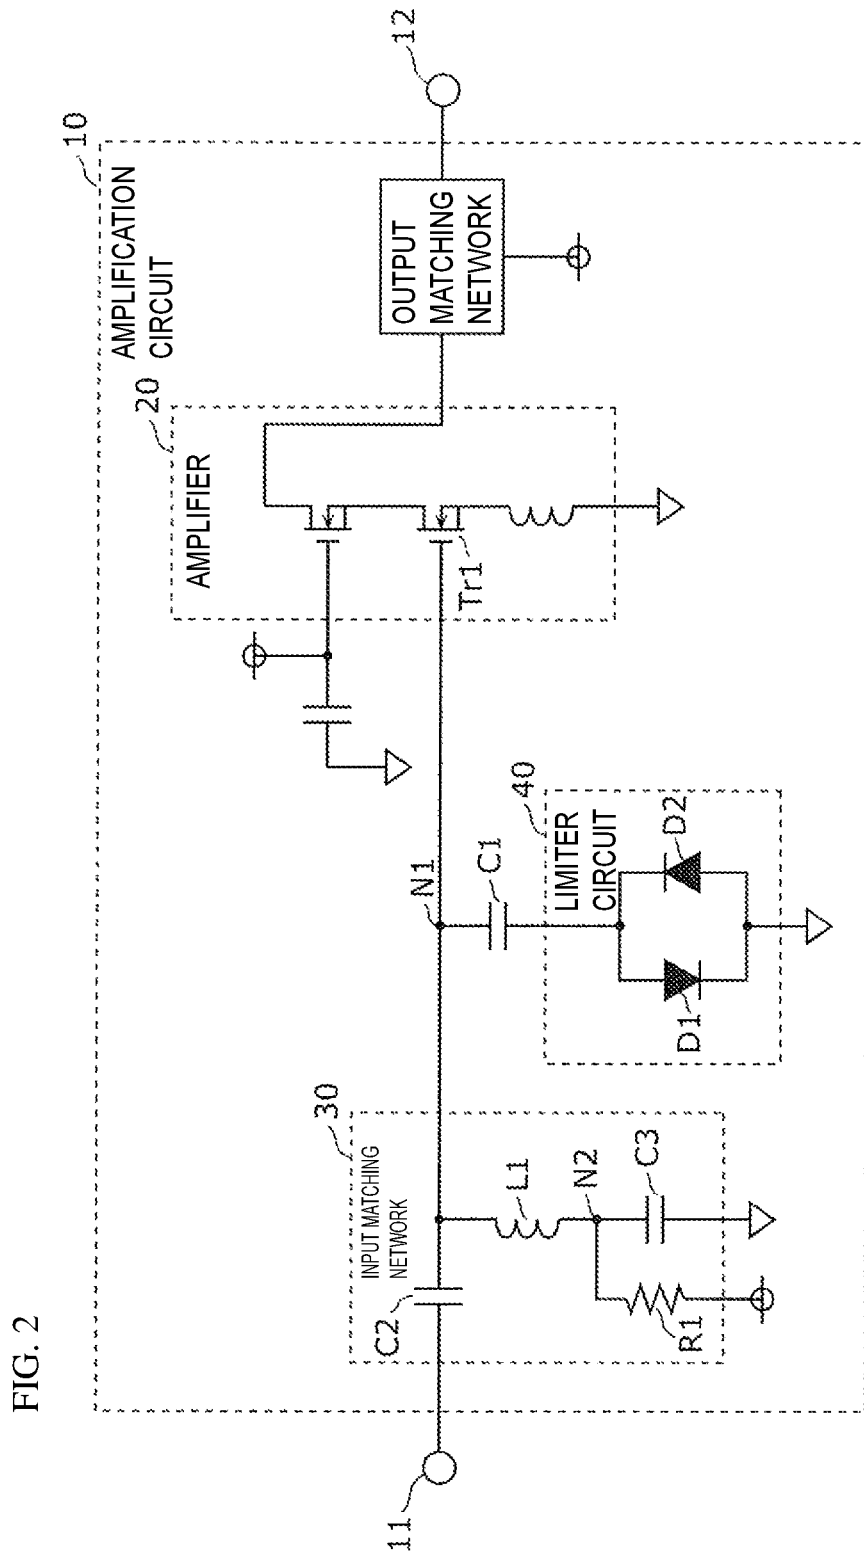 FIG. 2
10
AMPLIFICATION
CIRCUIT
11
30
INPUT MATCHING
NETWORK
C2
L1
N2
C3
R1
N1
C1
40
LIMITER
CIRCUIT
D1
D2
20
AMPLIFIER
Tr1
OUTPUT
MATCHING
NETWORK
12